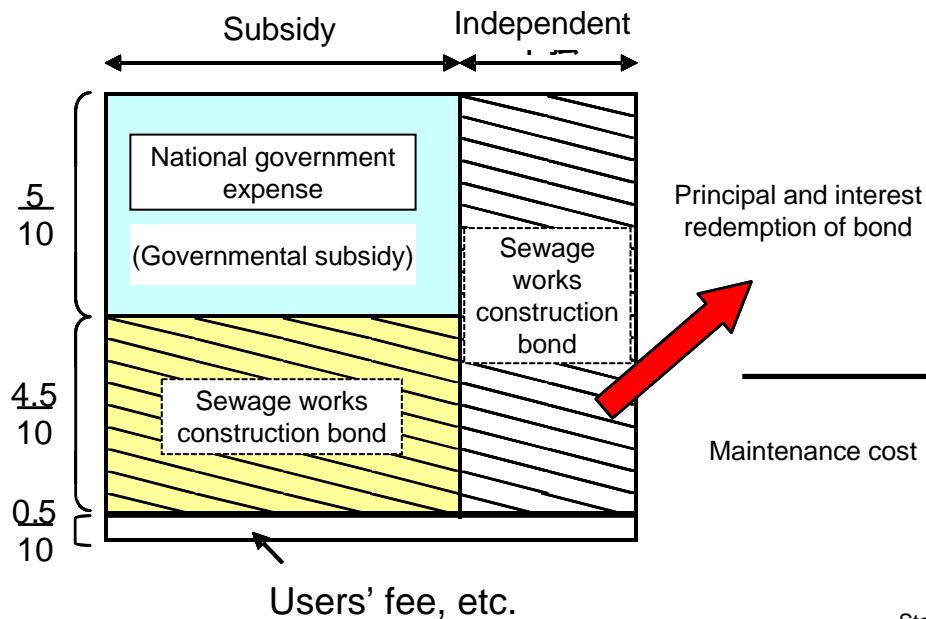 Subsidy
Independent
5
10
National government
expense
(Governmental subsidy)
Sewage
works
construction
bond
Principal and interest
redemption of bond
4.5
10
Sewage works
construction bond
Maintenance cost
0.5
10
Users’ fee, etc.